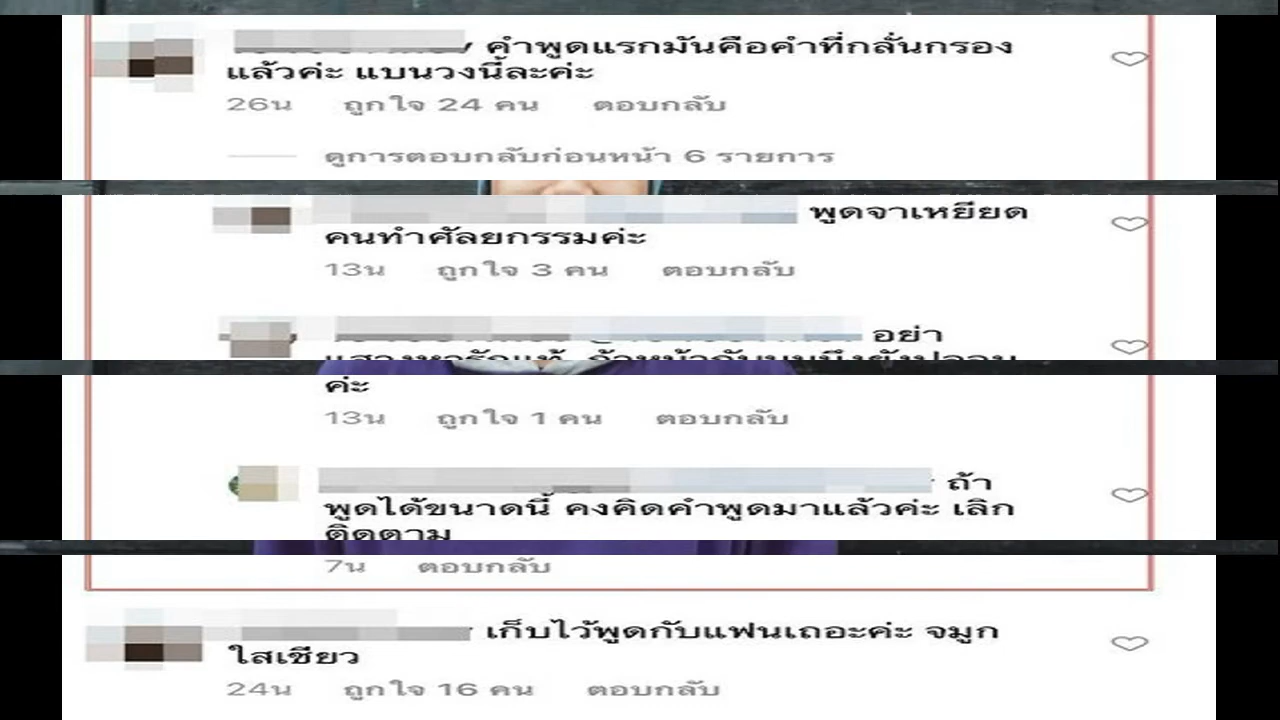 คำพูดแรกมันคือคำที่กลั่นกรอง
แล้วค่ะ แบนวงนี้ละค่ะ
26น ถูกใจ 24 คน ตอบกลับ
ดูการตอบกลับก่อนหน้า 6 รายการ
พูดจาเหยียด
คนทำศัลยกรรมค่ะ
13น ถูกใจ 3 คน ตอบกลับ
อย่า
ค่ะ
13น ถูกใจ 1 คน ตอบกลับ
ถ้า
พูดได้ขนาดนี้ คงคิดคำพูดมาแล้วค่ะ เลิก
ติดตาม
7น ตอบกลับ
เก็บไว้พูดกับแฟนเถอะค่ะ จมูก
ใสเชียว
24น ถูกใจ 16 คน ตอบกลับ